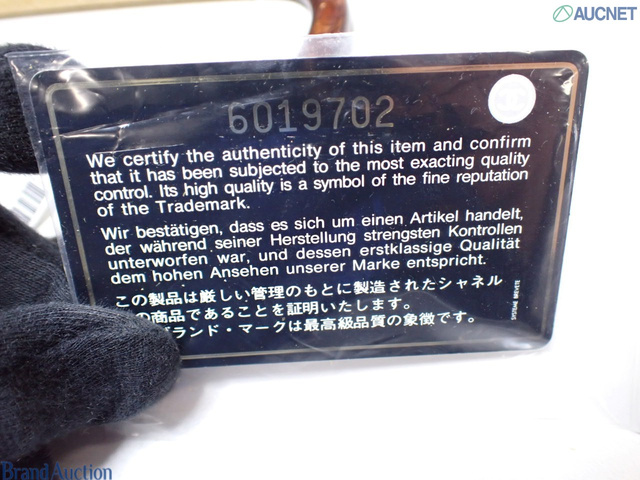 AUCNET
6019702
We certify the authenticity of this item and confirm
that it has been subjected to the most exacting quality
control. Its high quality is a symbol of the fine reputation
of the Trademark.
Wir bestätigen, dass es sich um einen Artikel handelt,
der während seiner Herstellung strengsten Kontrollen
unterworfen war, und dessen erstklassige Qualität
dem hohen Ansehen unserer Marke entspricht.
この製品は厳しい管理のもとに製造されたシャネル
の商品であることを証明いたします。
ブランド・マークは最高級品質の象徴です。
SYSTEME BREVETE
Brand Auction